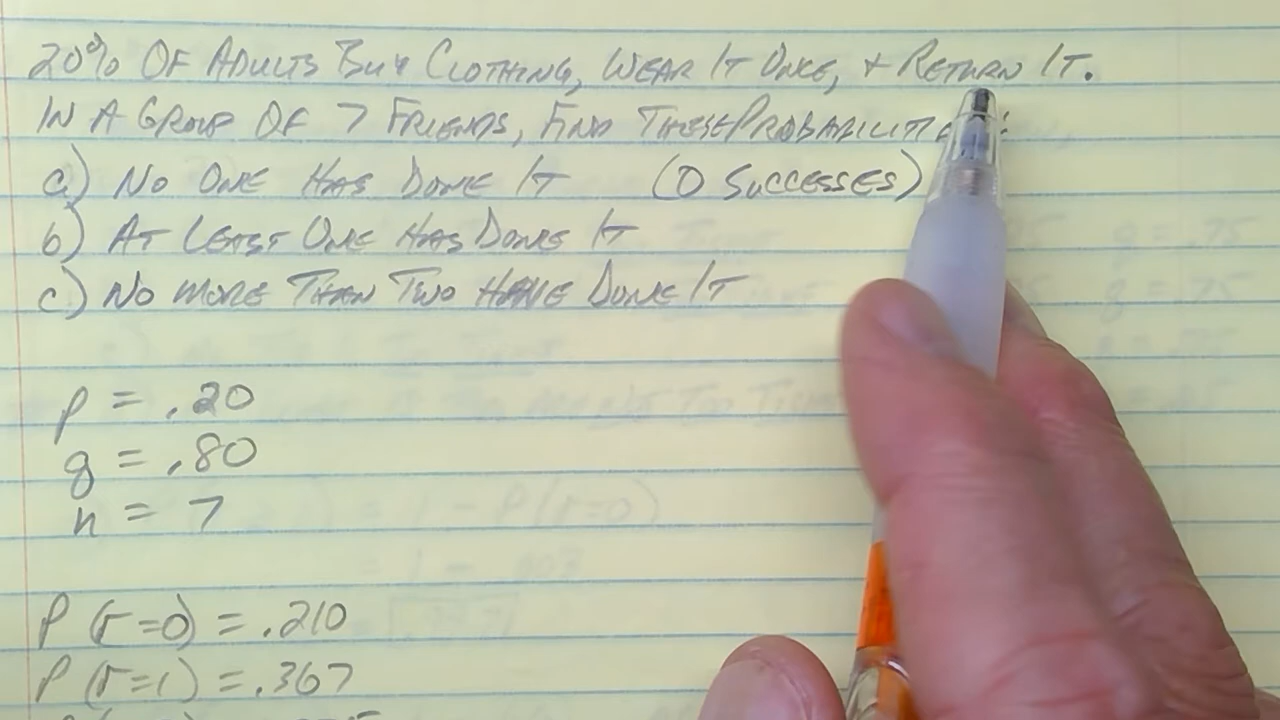 20% OF ADULTS BUY CLOTHING, WEAR IT ONCE, + RETURN IT.
IN A GROUP OF 7 FRIENDS, FIND THESE
a) NO ONE HAS DONE IT (0 SUCCESSES)
b) AT LEAST ONE HAS DONE IT
c) NO MORE THAN TWO HAVE DONE IT
p = .20
q = .80
n = 7
P(r=0) = .210
P(r=1) = .367